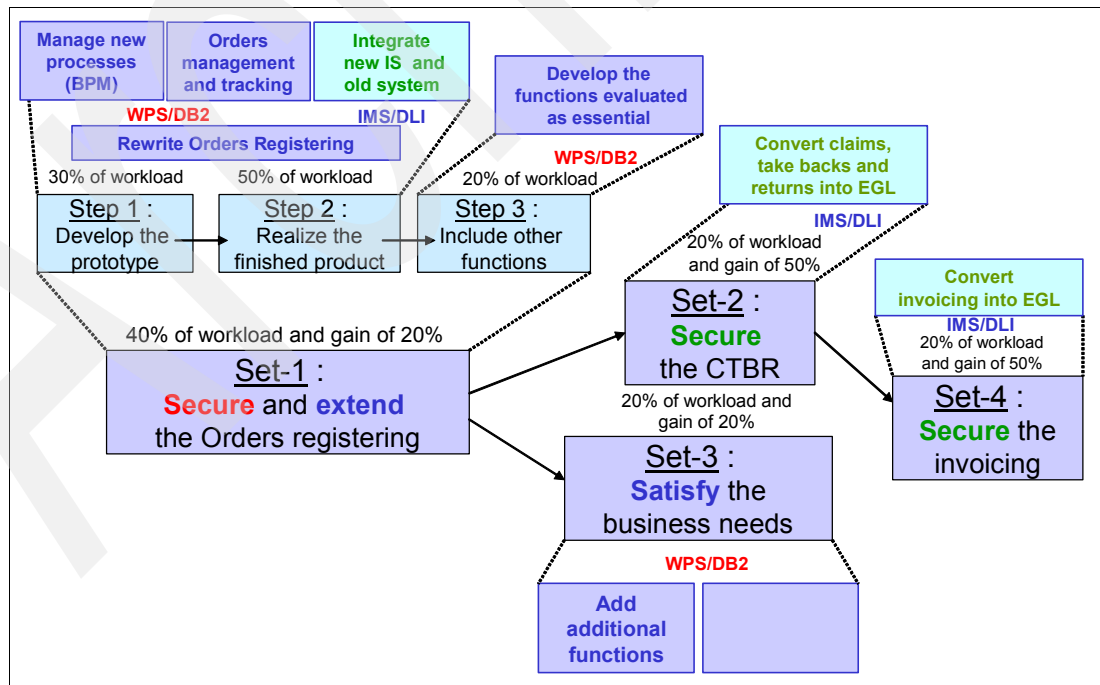 Manage new
processes
(BPM)
Orders
management
and tracking
Integrate
new IS and
old system
Develop the
functions evaluated
as essential
WPS/DB2
IMS/DLI
Rewrite Orders Registering
30% of workload
50% of workload
WPS/DB2
20% of workload
Step 1 :
Develop the
prototype
Step 2 :
Realize the
finished product
Step 3 :
Include other
functions
Convert claims,
take backs and
returns into EGL
IMS/DLI
20% of workload
and gain of 50%
Convert
invoicing into EGL
IMS/DLI
20% of workload
and gain of 50%
40% of workload and gain of 20%
Set-1 :
Secure and extend
the Orders registering
Set-2 :
Secure
the CTBR
Set-4 :
Secure the
invoicing
20% of workload and
gain of 20%
Set-3 :
Satisfy the
business needs
WPS/DB2
Add
additional
functions